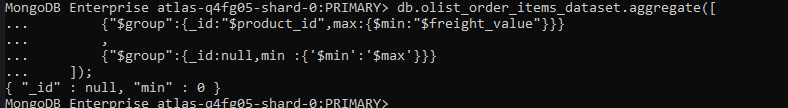 MongoDB Enterprise atlas-q4fg05-shard-0:PRIMARY> db.olist_order_items_dataset.aggregate([
... {"$group":{_id:"$product_id",max:{$min:"$freight_value"}}}
... ,
... {"$group":{_id:null,min :{'$min':'$max'}}}
... ]);
{ "_id" : null, "min" : 0 }
MongoDB Enterprise atlas-q4fg05-shard-0:PRIMARY>